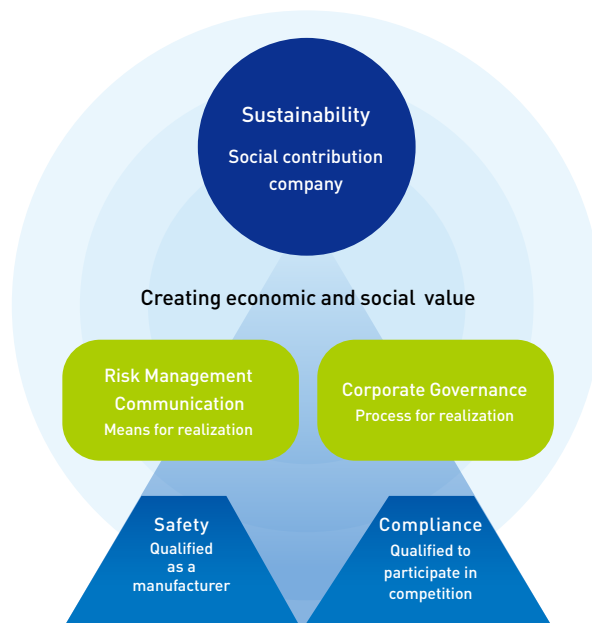 Sustainability
Social contribution
company
Creating economic and social value
Risk Management
Communication
Means for realization
Corporate Governance
Process for realization
Safety
Qualified
as a
manufacturer
Compliance
Qualified to
participate in
competition